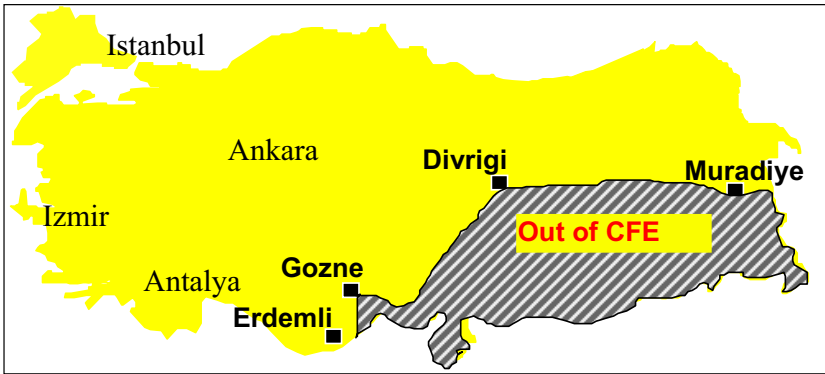 Istanbul
Ankara
Divrigi
Muradiye
Izmir
Out of CFE
Gozne
Antalya
Erdemli